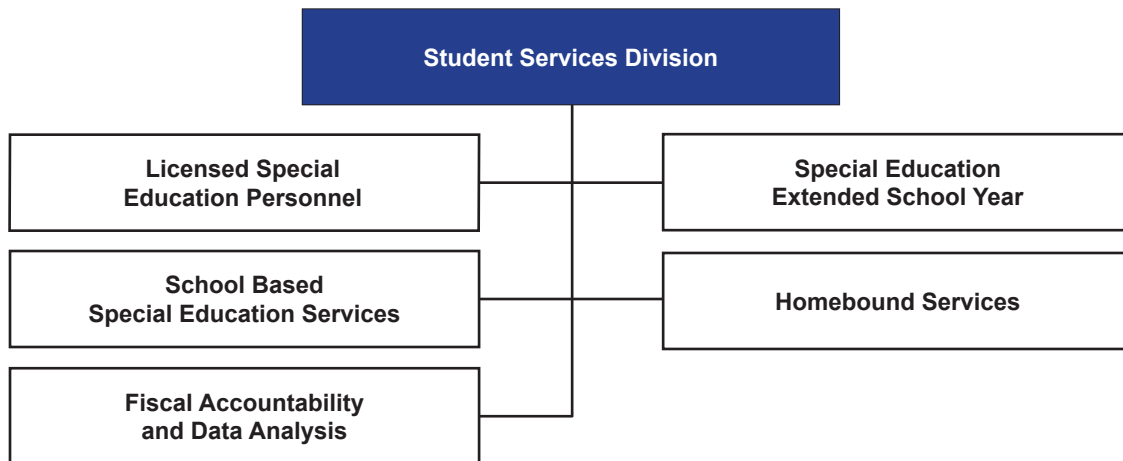 Student Services Division
Licensed Special
Education Personnel
Special Education
Extended School Year
School Based
Special Education Services
Homebound Services
Fiscal Accountability
and Data Analysis